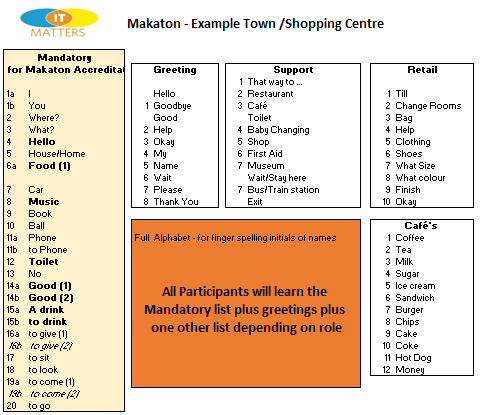 IT
MATTERS
Makaton - Example Town /Shopping Centre
Mandatory
for Makaton Accreditat
1a I
1b You
2 Where?
3 What?
4 Hello
5 House/Home
6a Food (1)
7 Car
8 Music
9 Book
10 Ball
11a Phone
11b to Phone
12 Toilet
13 No
14a Good (1)
14b Good (2)
15a A drink
15b to drink
16a to give (1)
16b to give (2)
17 to sit
18 to look
19a to come (1)
19b to come (2)
20 to go
Greeting
Hello
1 Goodbye
Good
2 Help
3 Okay
4 My
5 Name
6 Wait
7 Please
8 Thank You
Support
1 That way to ...
2 Restaurant
3 Café
Toilet
4 Baby Changing
5 Shop
6 First Aid
7 Museum
Wait/Stay here
7 Bus/Train station
Exit
Retail
1 Till
2 Change Rooms
3 Bag
4 Help
5 Clothing
6 Shoes
7 What Size
8 What colour
9 Finish
10 Okay
Full Alphabet - for finger spelling initials of names
All Participants will learn the
Mandatory list plus greetings plus
one other list depending on role
Café's
1 Coffee
2 Tea
3 Milk
4 Sugar
5 Ice cream
6 Sandwich
7 Burger
8 Chips
9 Cake
10 Coke
11 Hot Dog
12 Money